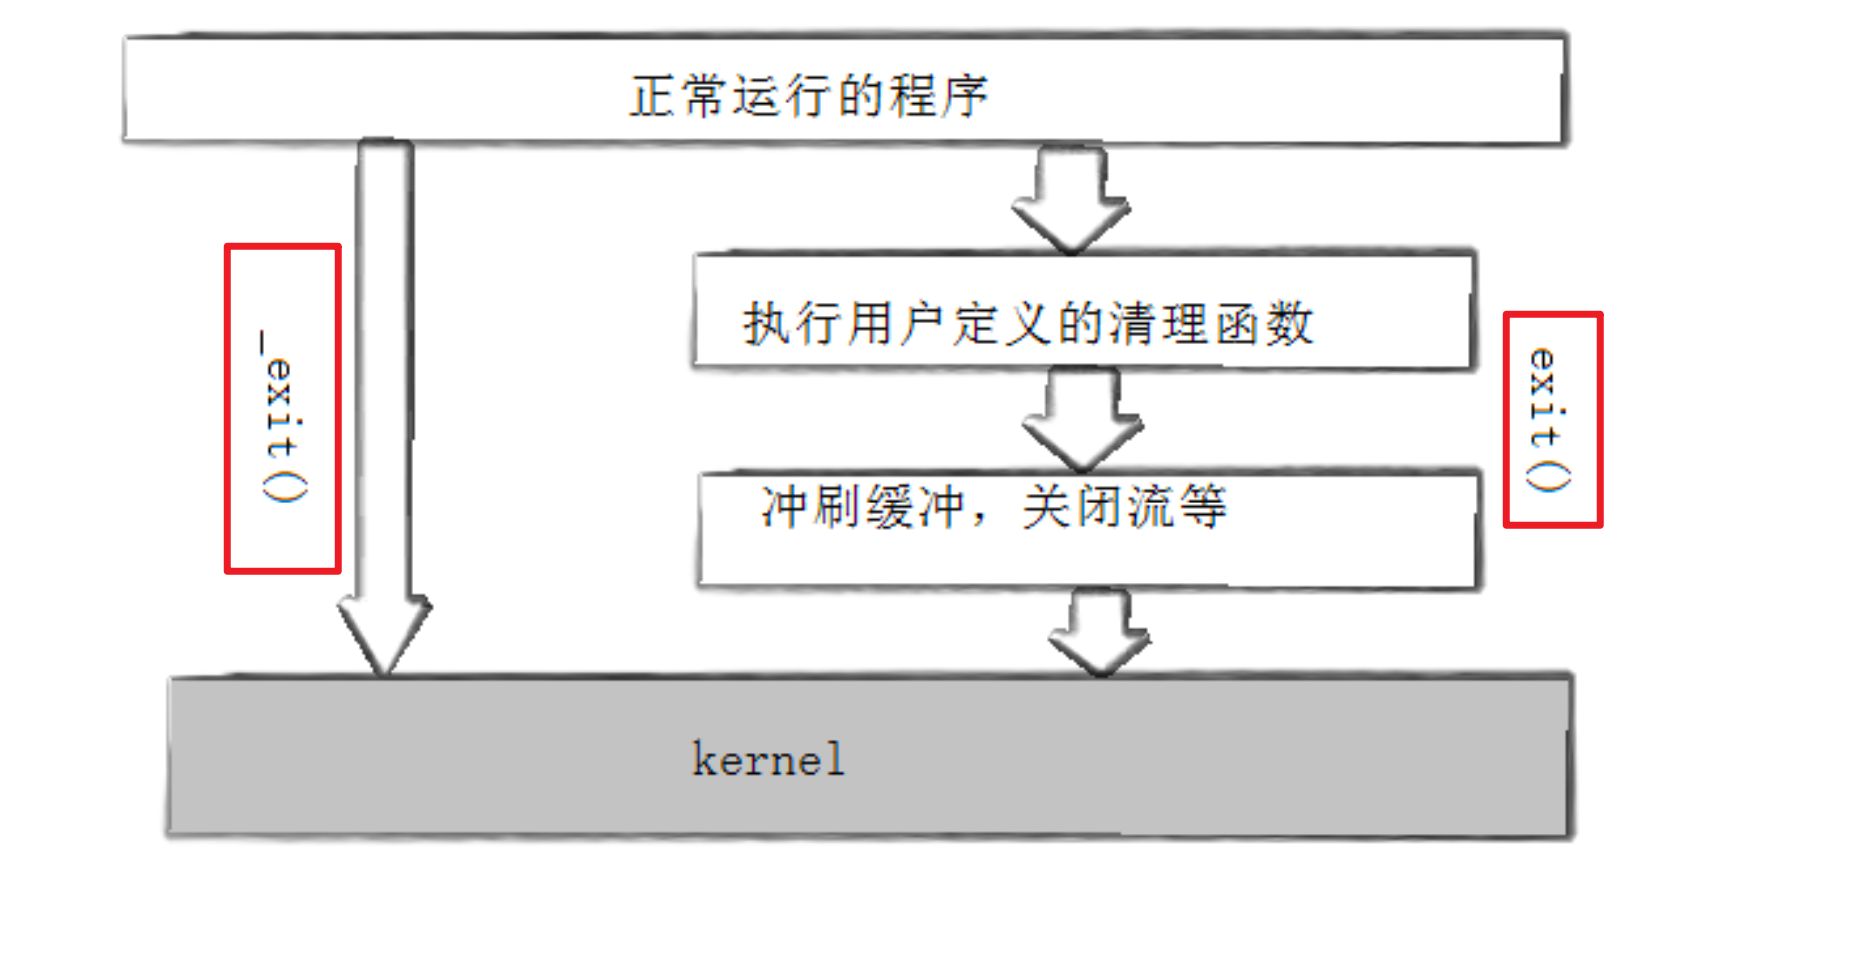 正常运行的程序
_exit()
执行用户定义的清理函数
exit()
冲刷缓冲，关闭流等
kernel